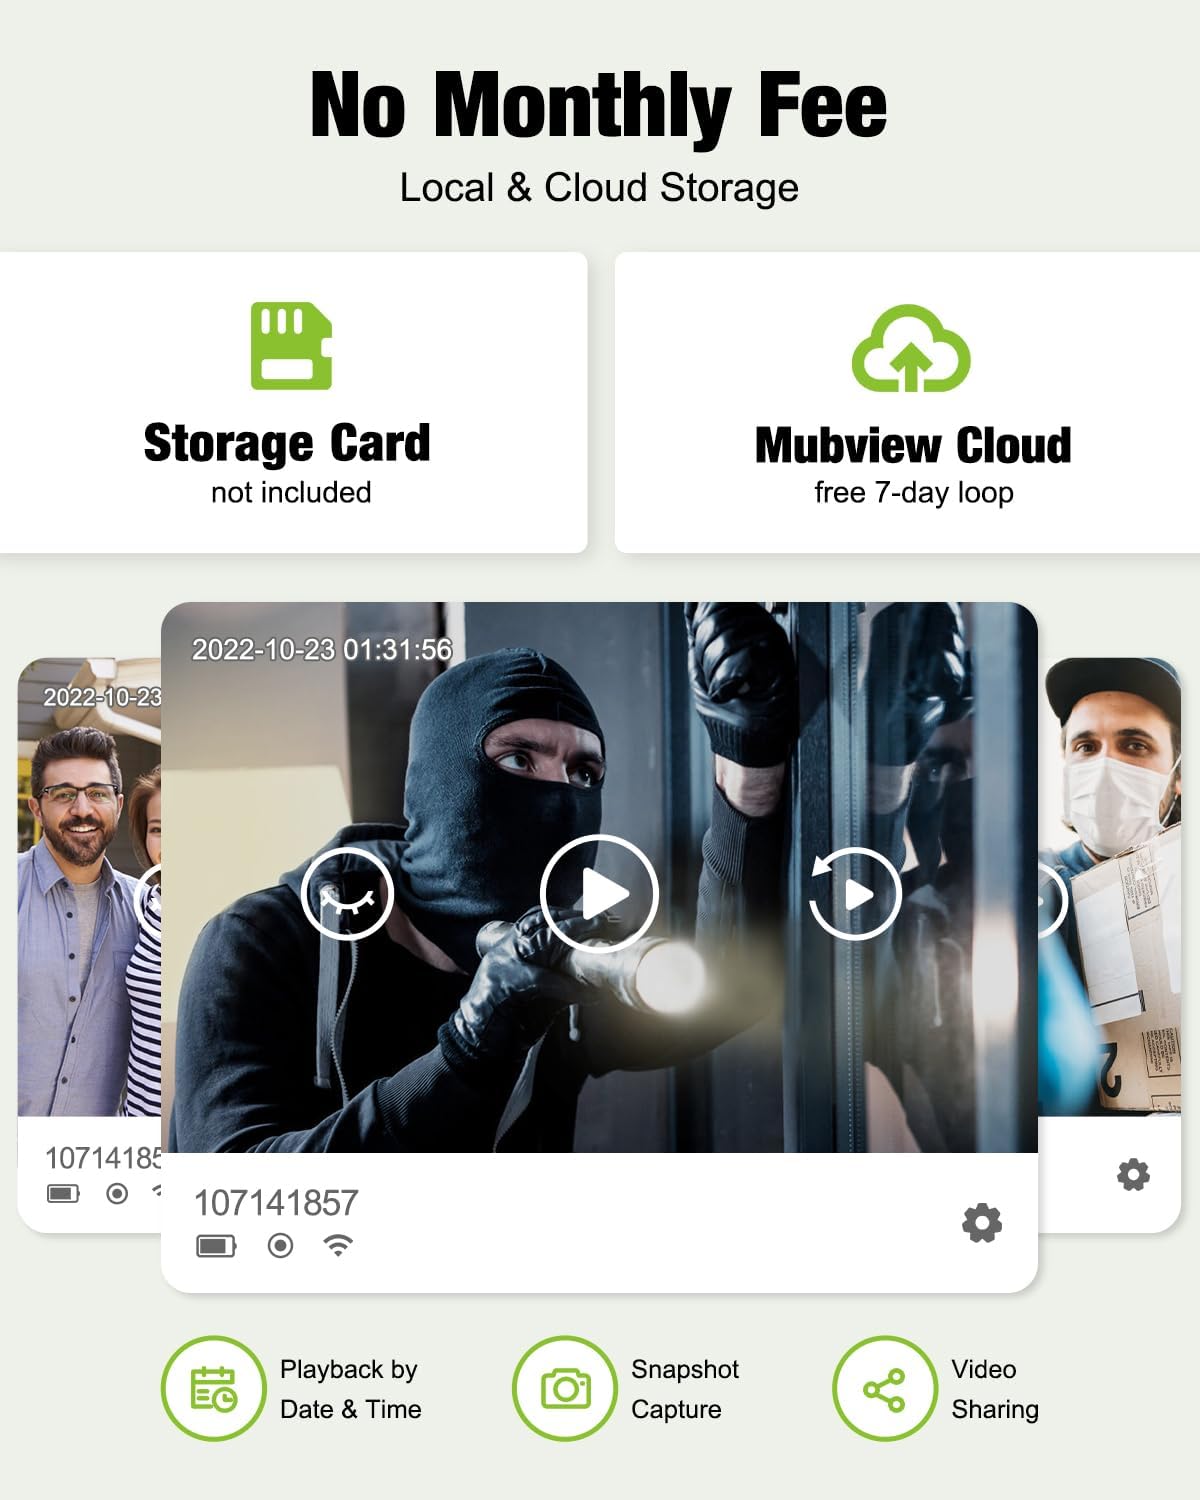 No Monthly Fee
Local & Cloud Storage
Storage Card
not included
Mubview Cloud
free 7-day loop
2022-10-23
2022-10-23 01:31:56
10714185
107141857
Playback by
Date & Time
Snapshot
Capture
Video
Sharing